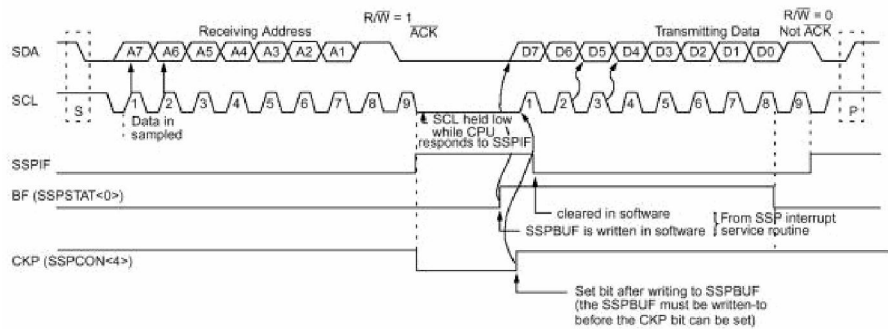 Receiving Address
R/W = 1
ACK
Transmitting Data
R/W = 0
Not ACK
SDA
A7 A6 A5 A4 A3 A2 A1
D7 D6 D5 D4 D3 D2 D1 D0
SCL
S
1 2 3 4 5 6 7 8 9
1 2 3 4 5 6 7 8 9
P
Data in
sampled
SCL held low
while CPU
responds to SSPIF
SSPIF
BF (SSPSTAT<0>)
cleared in software
SSPBUF is written in software
From SSP interrupt
service routine
CKP (SSPCON<4>)
Set bit after writing to SSPBUF
(the SSPBUF must be written-to
before the CKP bit can be set)